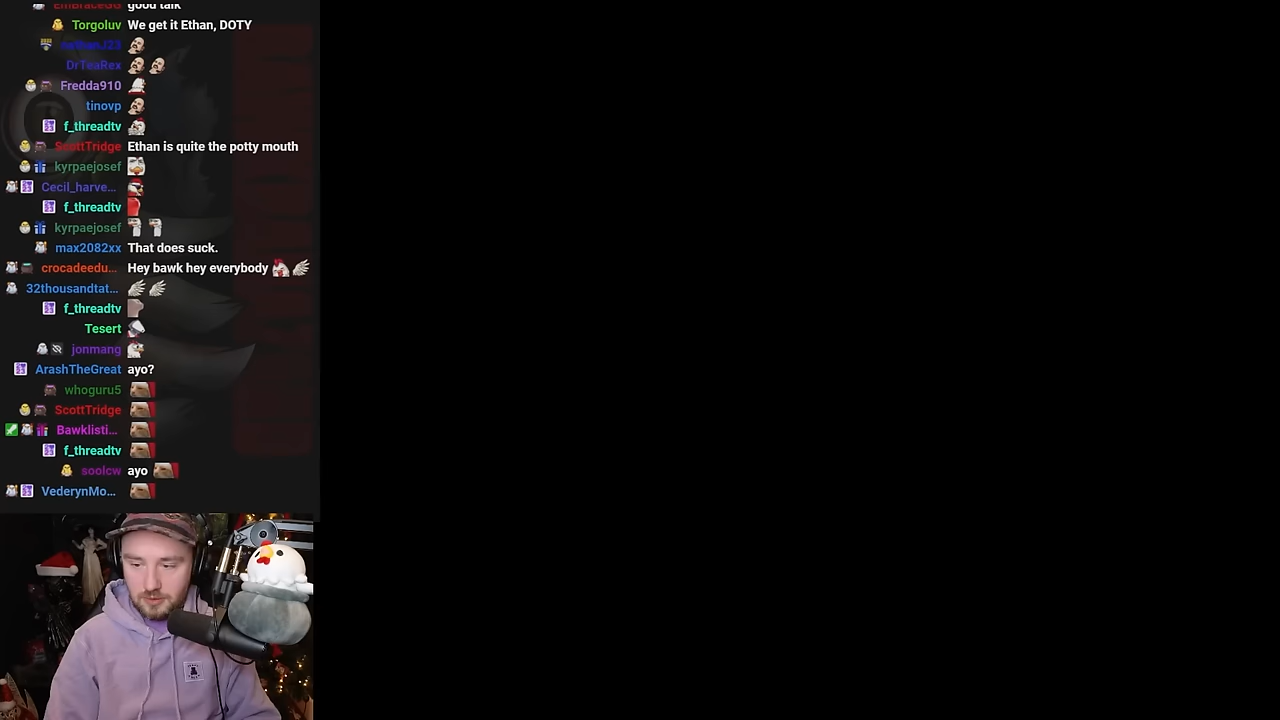 EmbraceGG good talk
Torgoluv We get it Ethan, DOTY
nathanJ23
DrTeaRex
Fredda910
tinovp
f_threadtv
ScottTridge Ethan is quite the potty mouth
kyrpaejosef
Cecil_harve...
f_threadtv
kyrpaejosef
max2082xx That does suck.
crocadeedu... Hey bawk hey everybody
32thousandtat...
f_threadtv
Tesert
jonmang
ArashTheGreat ayo?
whoguru5
ScottTridge
Bawklisti...
f_threadtv
soolcw ayo
VederynMo...